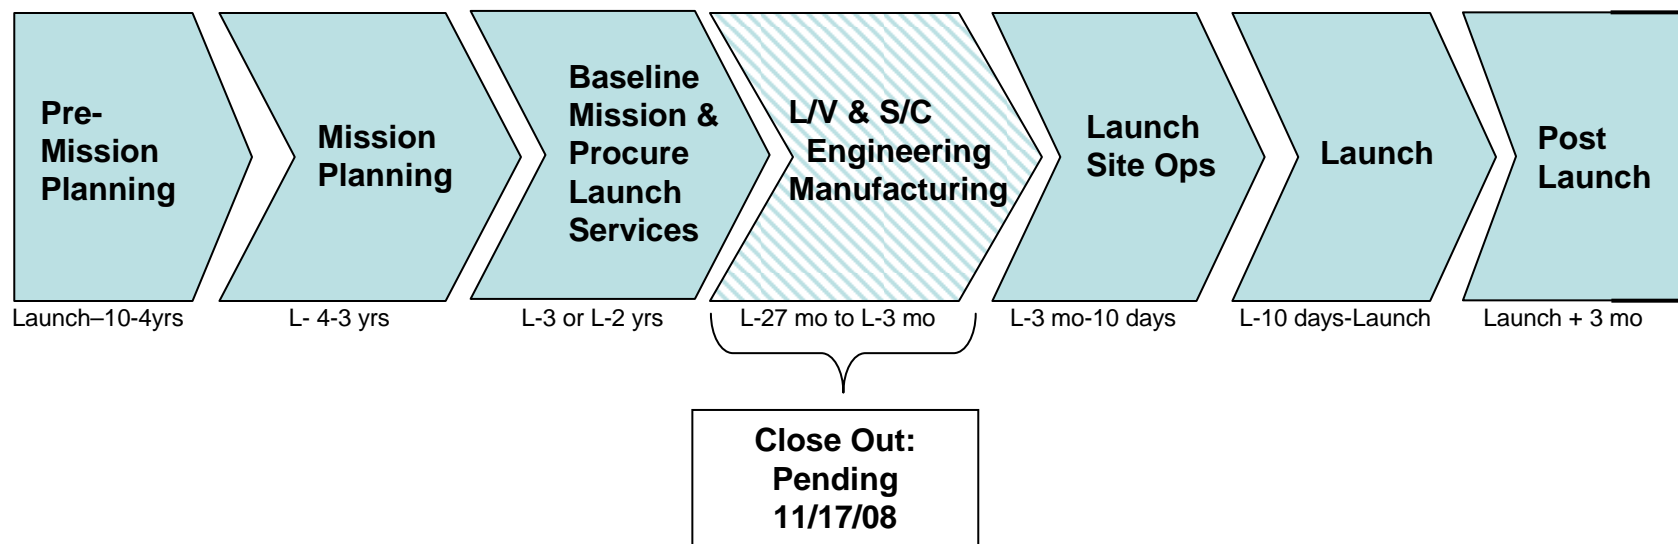 Pre-
Mission
Planning
Mission
Planning
Baseline
Mission &
Procure
Launch
Services
L/V & S/C
Engineering
Manufacturing
Launch
Site Ops
Launch
Post
Launch
Launch–10-4yrs
L- 4-3 yrs
L-3 or L-2 yrs
L-27 mo to L-3 mo
L-3 mo-10 days
L-10 days-Launch
Launch + 3 mo
Close Out:
Pending
11/17/08